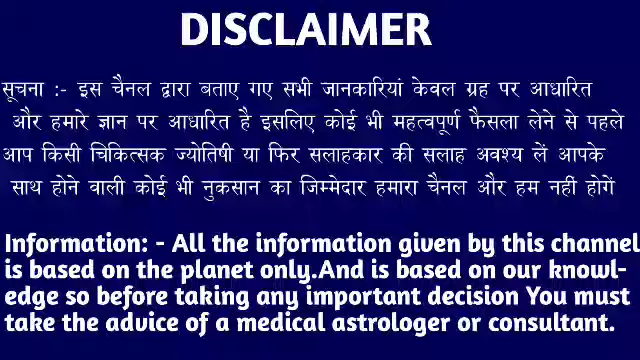 DISCLAIMER
सूचना :- इस चैनल द्वारा बताए गए सभी जानकारियां केवल ग्रह पर आधारित
और हमारे ज्ञान पर आधारित है इसलिए कोई भी महत्वपूर्ण फैसला लेने से पहले
आप किसी चिकित्सक ज्योतिषी या फिर सलाहकार की सलाह अवश्य लें आपके
साथ होने वाली कोई भी नुकसान का जिम्मेदार हमारा चैनल और हम नहीं होगें
Information: - All the information given by this channel
is based on the planet only.And is based on our knowl-
edge so before taking any important decision You must
take the advice of a medical astrologer or consultant.